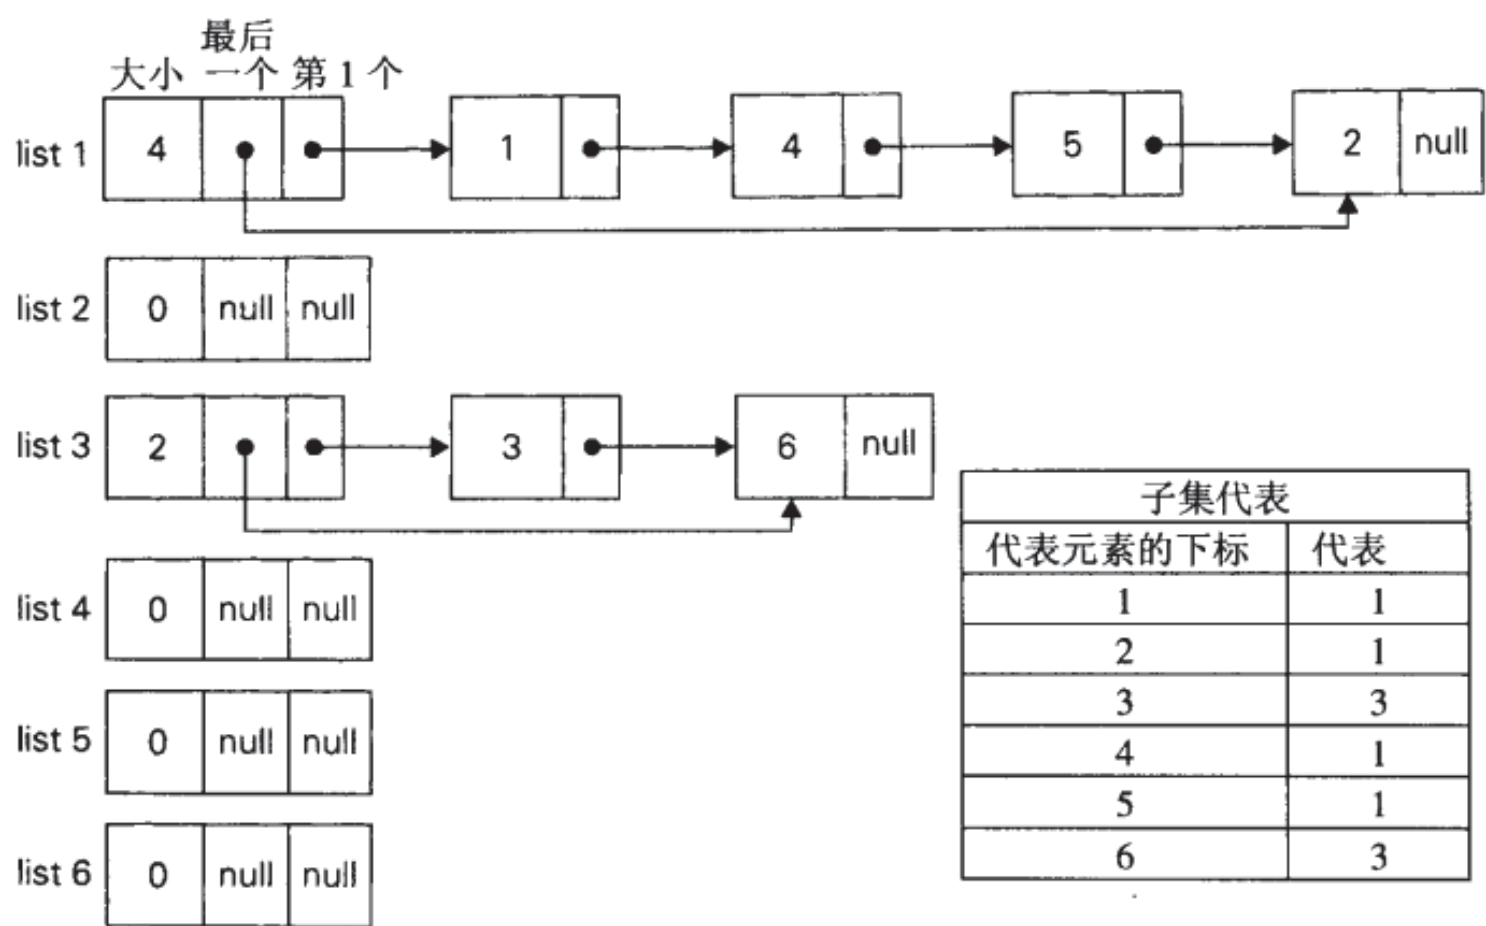 最后
大小 一个 第1个
list 1 4 1 4 5 2 null
list 2 0 null null
list 3 2 3 6 null
list 4 0 null null
list 5 0 null null
list 6 0 null null
子集代表
代表元素的下标 代表
1 1
2 1
3 3
4 1
5 1
6 3